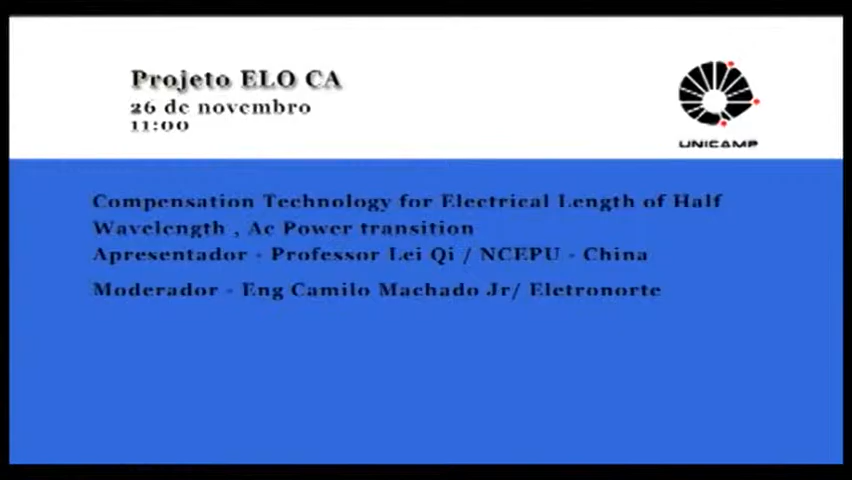 Projeto ELO CA
26 de novembro
11:00
UNICAMP
Compensation Technology for Electrical Length of Half
Wavelength , Ac Power transition
Apresentador - Professor Lei Qi / NCEPU - China
Moderador - Eng Camilo Machado Jr/ Eletronorte